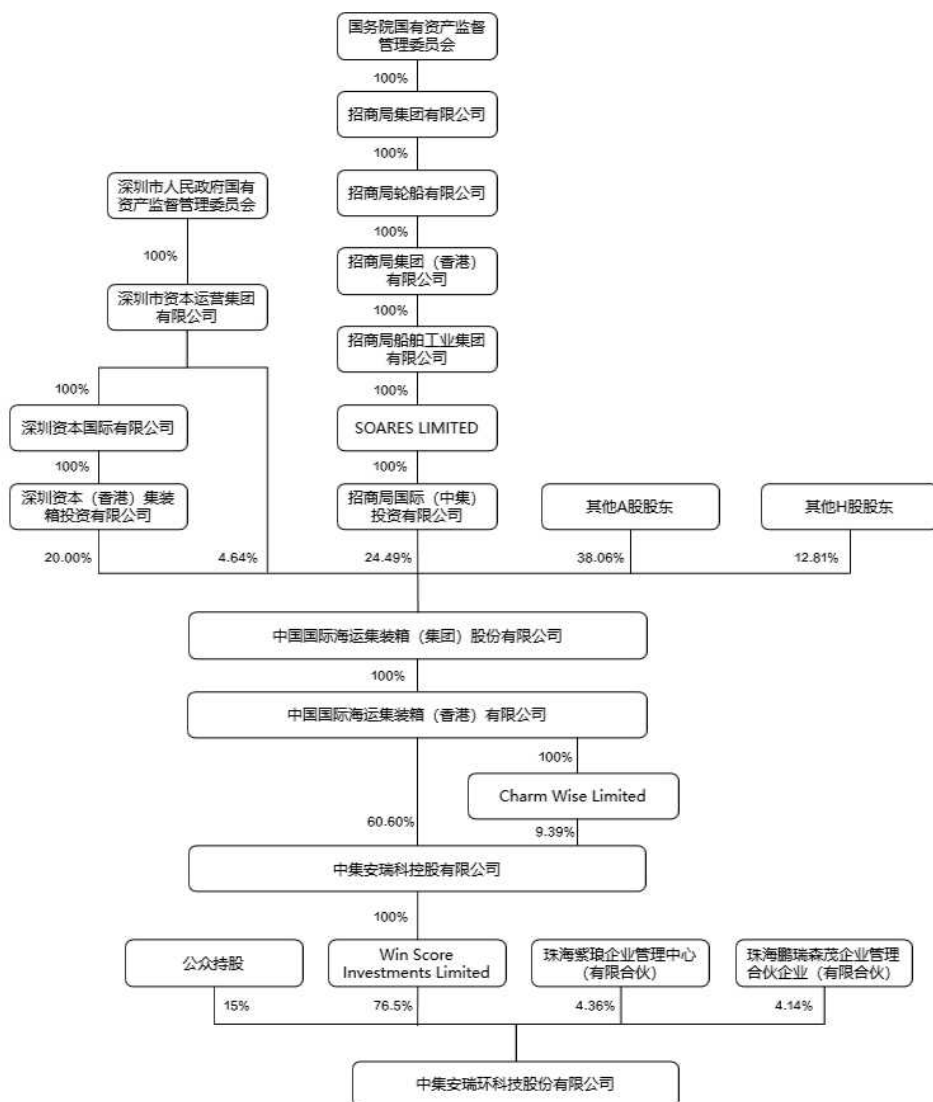 国务院国有资产监督
管理委员会
100%
招商局集团有限公司
100%
深圳市人民政府国有
资产监督管理委员会
招商局轮船有限公司
100%
100%
招商局集团（香港）
有限公司
深圳市资本运营集团
有限公司
100%
招商局船舶工业集团
有限公司
100%
100%
深圳资本国际有限公司
SOARES LIMITED
100%
100%
深圳资本（香港）集装
箱投资有限公司
招商局国际（中集）
投资有限公司
其他A股股东
其他H股股东
20.00%
4.64%
24.49%
38.06%
12.81%
中国国际海运集装箱（集团）股份有限公司
100%
中国国际海运集装箱（香港）有限公司
100%
Charm Wise Limited
60.60%
9.39%
中集安瑞科控股有限公司
100%
公众持股
Win Score
Investments Limited
珠海紫琅企业管理中心
（有限合伙）
珠海鹏瑞森茂企业管理
合伙企业（有限合伙）
15%
76.5%
4.36%
4.14%
中集安瑞环科技股份有限公司